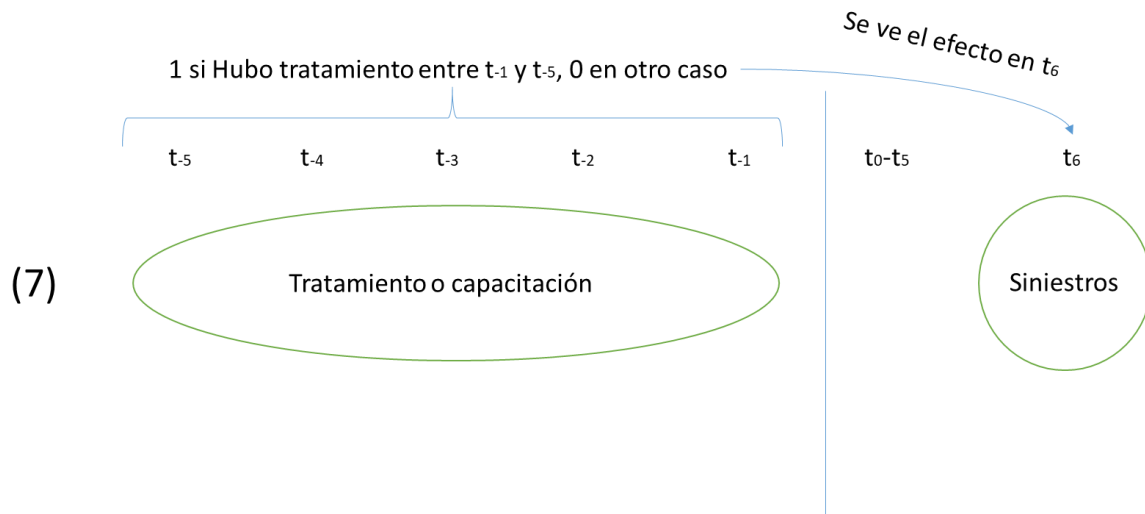 Se ve el efecto en t₆
1 si Hubo tratamiento entre t₋₁ y t₋₅, 0 en otro caso
t₋₅ t₋₄ t₋₃ t₋₂ t₋₁ t₀-t₅ t₆
(7) Tratamiento o capacitación Siniestros